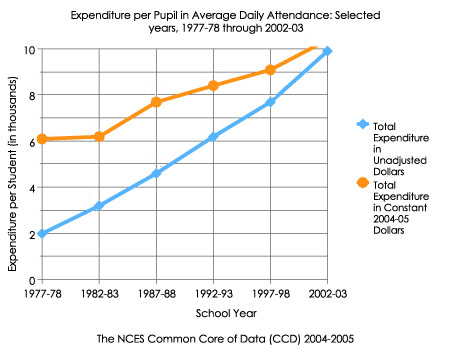 Expenditure per Pupil in Average Daily Attendance: Selected
years, 1977-78 through 2002-03
Expenditure per Student (in thousands)
10
8
6
4
2
0
1977-78 1982-83 1987-88 1992-93 1997-98 2002-03
School Year
Total
Expenditure
in
Unadjusted
Dollars
Total
Expenditure
in Constant
2004-05
Dollars
The NCES Common Core of Data (CCD) 2004-2005